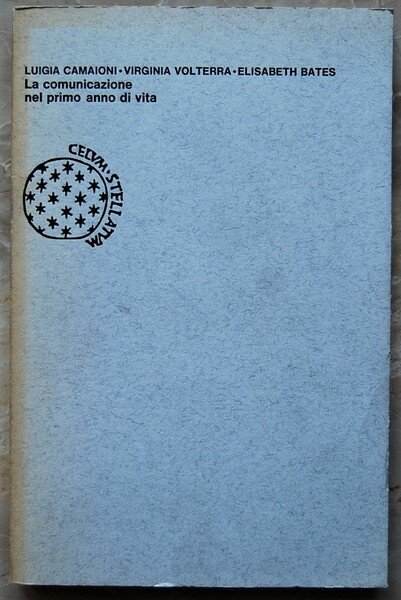 LUIGIA CAMAIONI•VIRGINIA VOLTERRA•ELISABETH BATES
La comunicazione
nel primo anno di vita
CELVM•STELLATVM